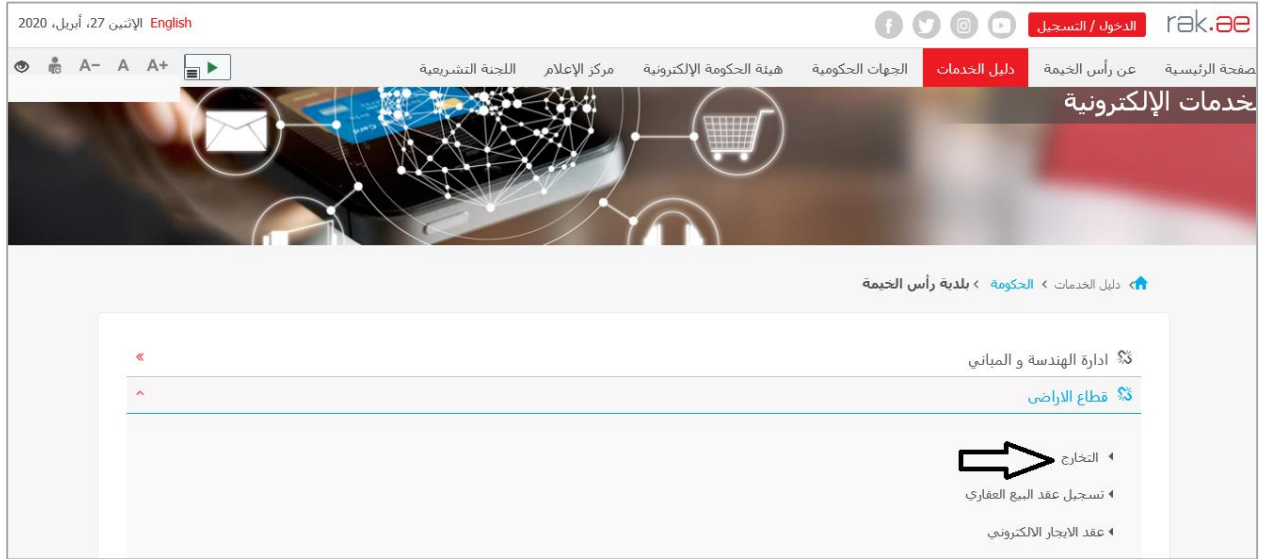 rak.ae الدخول / التسجيل English الإثنين 27، أبريل، 2020
صفحة الرئيسية عن رأس الخيمة دليل الخدمات الجهات الحكومية هيئة الحكومة الإلكترونية مركز الإعلام اللجنة التشريعية A+ A A−
خدمات الإلكترونية
دليل الخدمات › الحكومة › بلدية رأس الخيمة
ادارة الهندسة و المباني
قطاع الاراضى
التخارج
تسجيل عقد البيع العقاري
عقد الايجار الالكتروني